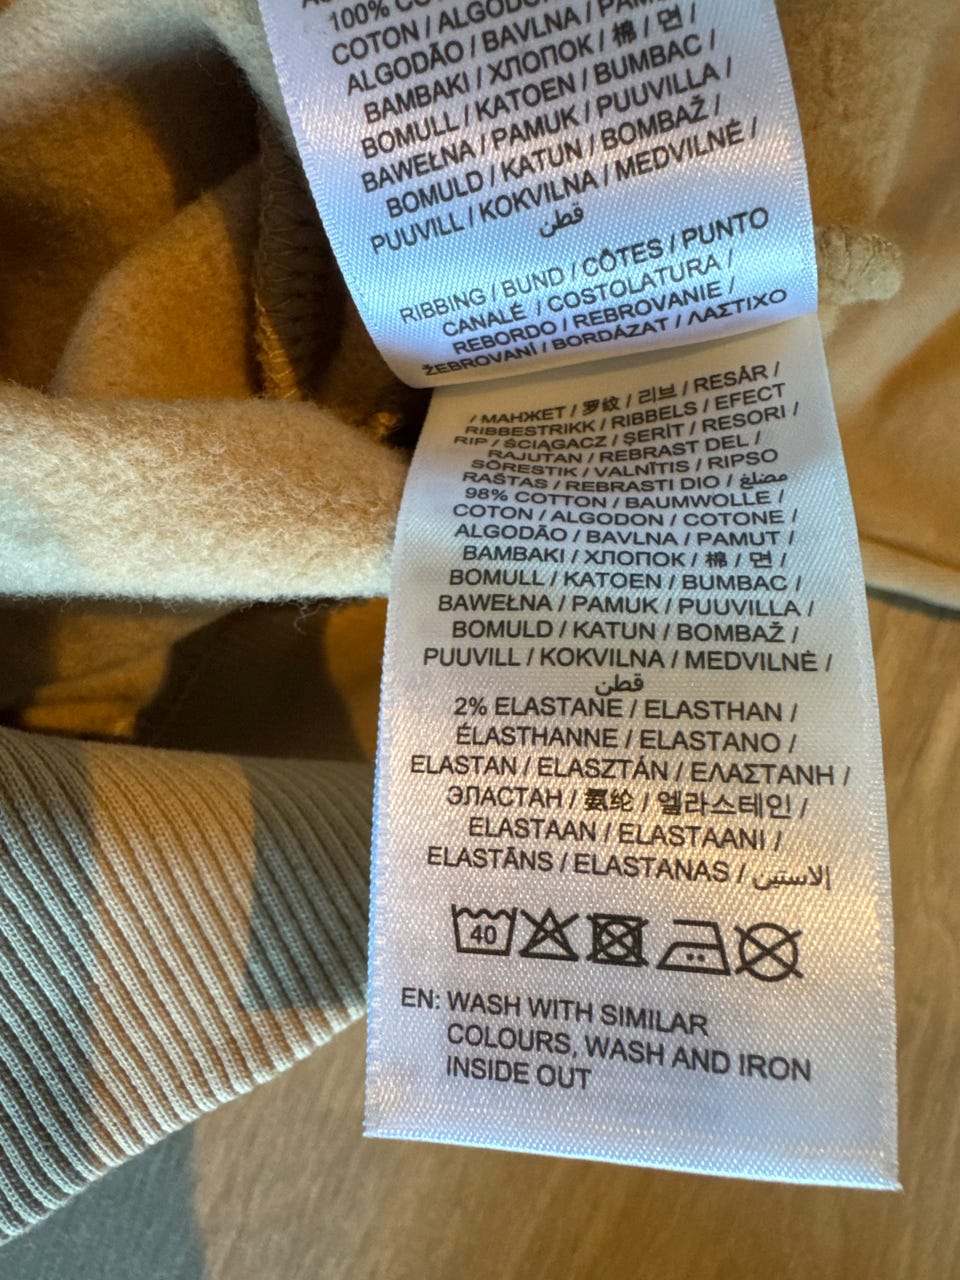 100%
COTON / ALGODON
ALGODÃO / BAVLNA / PAMUT /
BAMBAKI / ХЛОПОК / 棉 / 면 /
BOMULL / KATOEN / BUMBAC /
BAWEŁNA / PAMUK / PUUVILLA /
BOMULD / KATUN / BOMBAŽ /
PUUVILL / KOKVILNA / MEDVILNĖ /
قطن
RIBBING / BUND / CÔTES / PUNTO
CANALÉ / COSTOLATURA /
REBORDO / REBROVANIE /
ŽEBROVANÍ / BORDÁZAT / ΛΑΣΤΙΧΟ
/ МАНЖЕТ / 罗纹 / 리브 / RESÅR /
RIBBESTRIKK / RIBBELS / EFECT
RIP / ŚCIĄGACZ / ŞERİT / RESORI /
RAJUTAN / REBRAST DEL /
SÕRESTIK / VALNĪTIS / RIPSO
RAŠTAS / REBRASTI DIO / مضلع
98% COTTON / BAUMWOLLE /
COTON / ALGODON / COTONE /
ALGODÃO / BAVLNA / PAMUT /
BAMBAKI / ХЛОПОК / 棉 / 면 /
BOMULL / KATOEN / BUMBAC /
BAWEŁNA / PAMUK / PUUVILLA /
BOMULD / KATUN / BOMBAŽ /
PUUVILL / KOKVILNA / MEDVILNĖ /
قطن
2% ELASTANE / ELASTHAN /
ÉLASTHANNE / ELASTANO /
ELASTAN / ELASZTÁN / ΕΛΑΣΤΑΝΗ /
ЭЛАСТАН / 氨纶 / 엘라스테인 /
ELASTAAN / ELASTAANI /
ELASTĀNS / ELASTANAS / الاستين
40
EN: WASH WITH SIMILAR
COLOURS, WASH AND IRON
INSIDE OUT